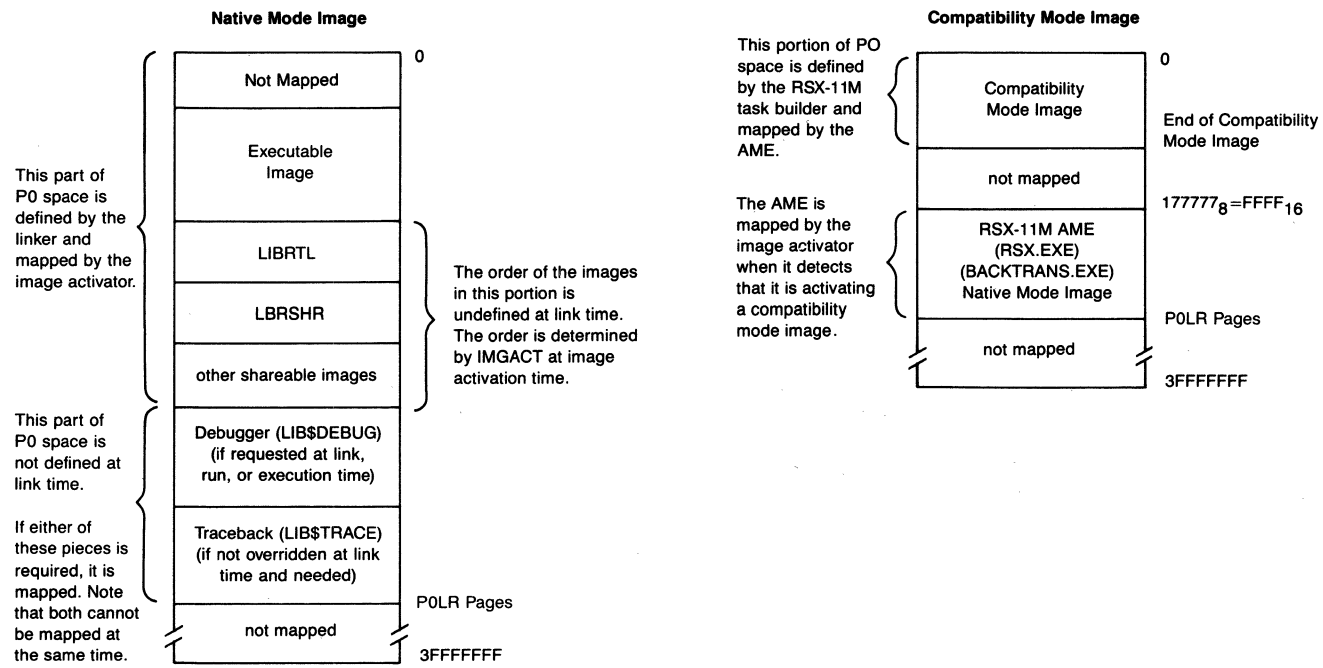 Native Mode Image
0
Not Mapped
Executable
Image
LIBRTL
LBRSHR
other shareable images
Debugger (LIB$DEBUG)
(if requested at link,
run, or execution time)
Traceback (LIB$TRACE)
(if not overridden at link
time and needed)
P0LR Pages
not mapped
3FFFFFFF
This part of
P0 space is
defined by the
linker and
mapped by the
image activator.
The order of the images
in this portion is
undefined at link time.
The order is determined
by IMGACT at image
activation time.
This part of
P0 space is
not defined at
link time.
If either of
these pieces is
required, it is
mapped. Note
that both cannot
be mapped at
the same time.
Compatibility Mode Image
This portion of PO
space is defined
by the RSX-11M
task builder and
mapped by the
AME.
0
Compatibility
Mode Image
End of Compatibility
Mode Image
not mapped
177777₈=FFFF₁₆
The AME is
mapped by the
image activator
when it detects
that it is activating
a compatibility
mode image.
RSX-11M AME
(RSX.EXE)
(BACKTRANS.EXE)
Native Mode Image
P0LR Pages
not mapped
3FFFFFFF